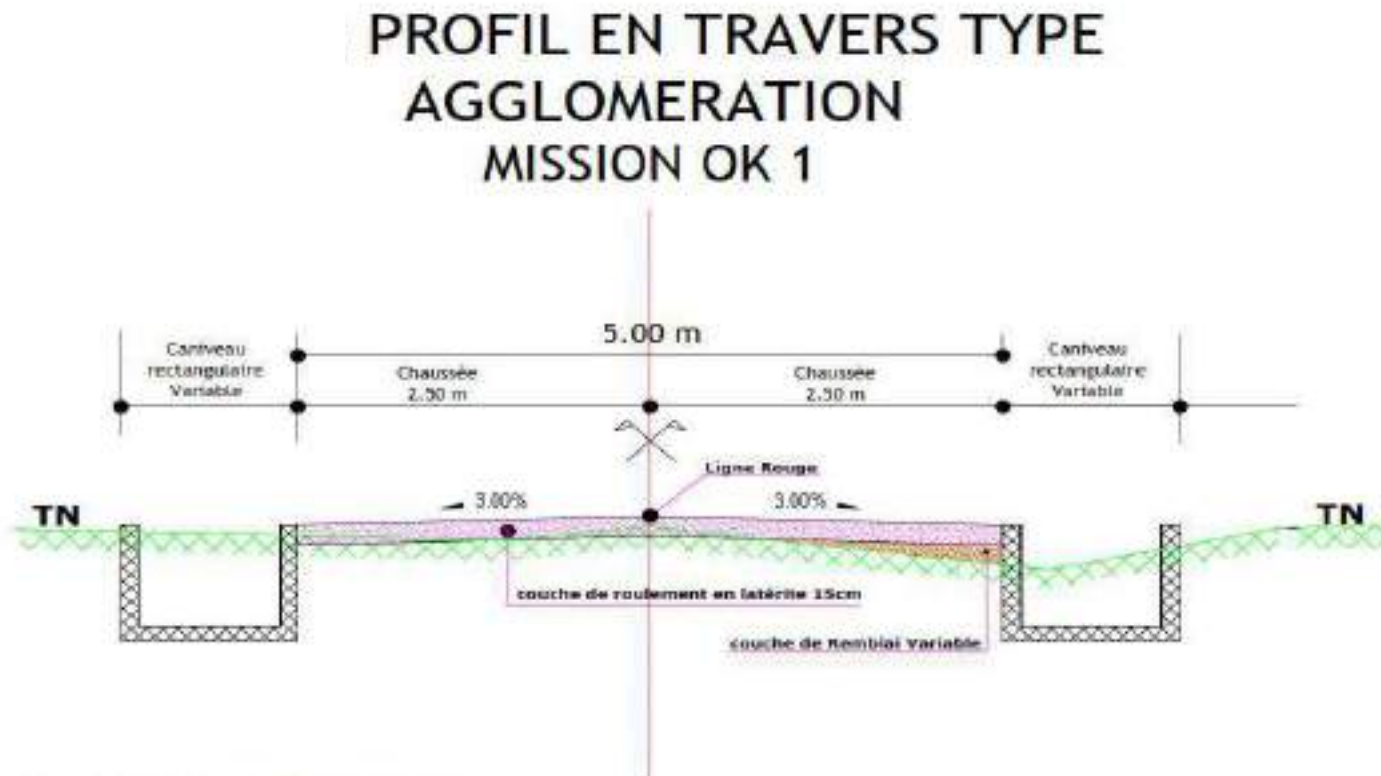 PROFIL EN TRAVERS TYPE
AGGLOMERATION
MISSION OK 1
5.00 m
Caniveau
rectangulaire
Variable
Chaussée
2.50 m
Chaussée
2.50 m
Caniveau
rectangulaire
Variable
Ligne Rouge
3.00%
3.00%
TN
TN
couche de roulement en latérite 15cm
couche de Remblai Variable